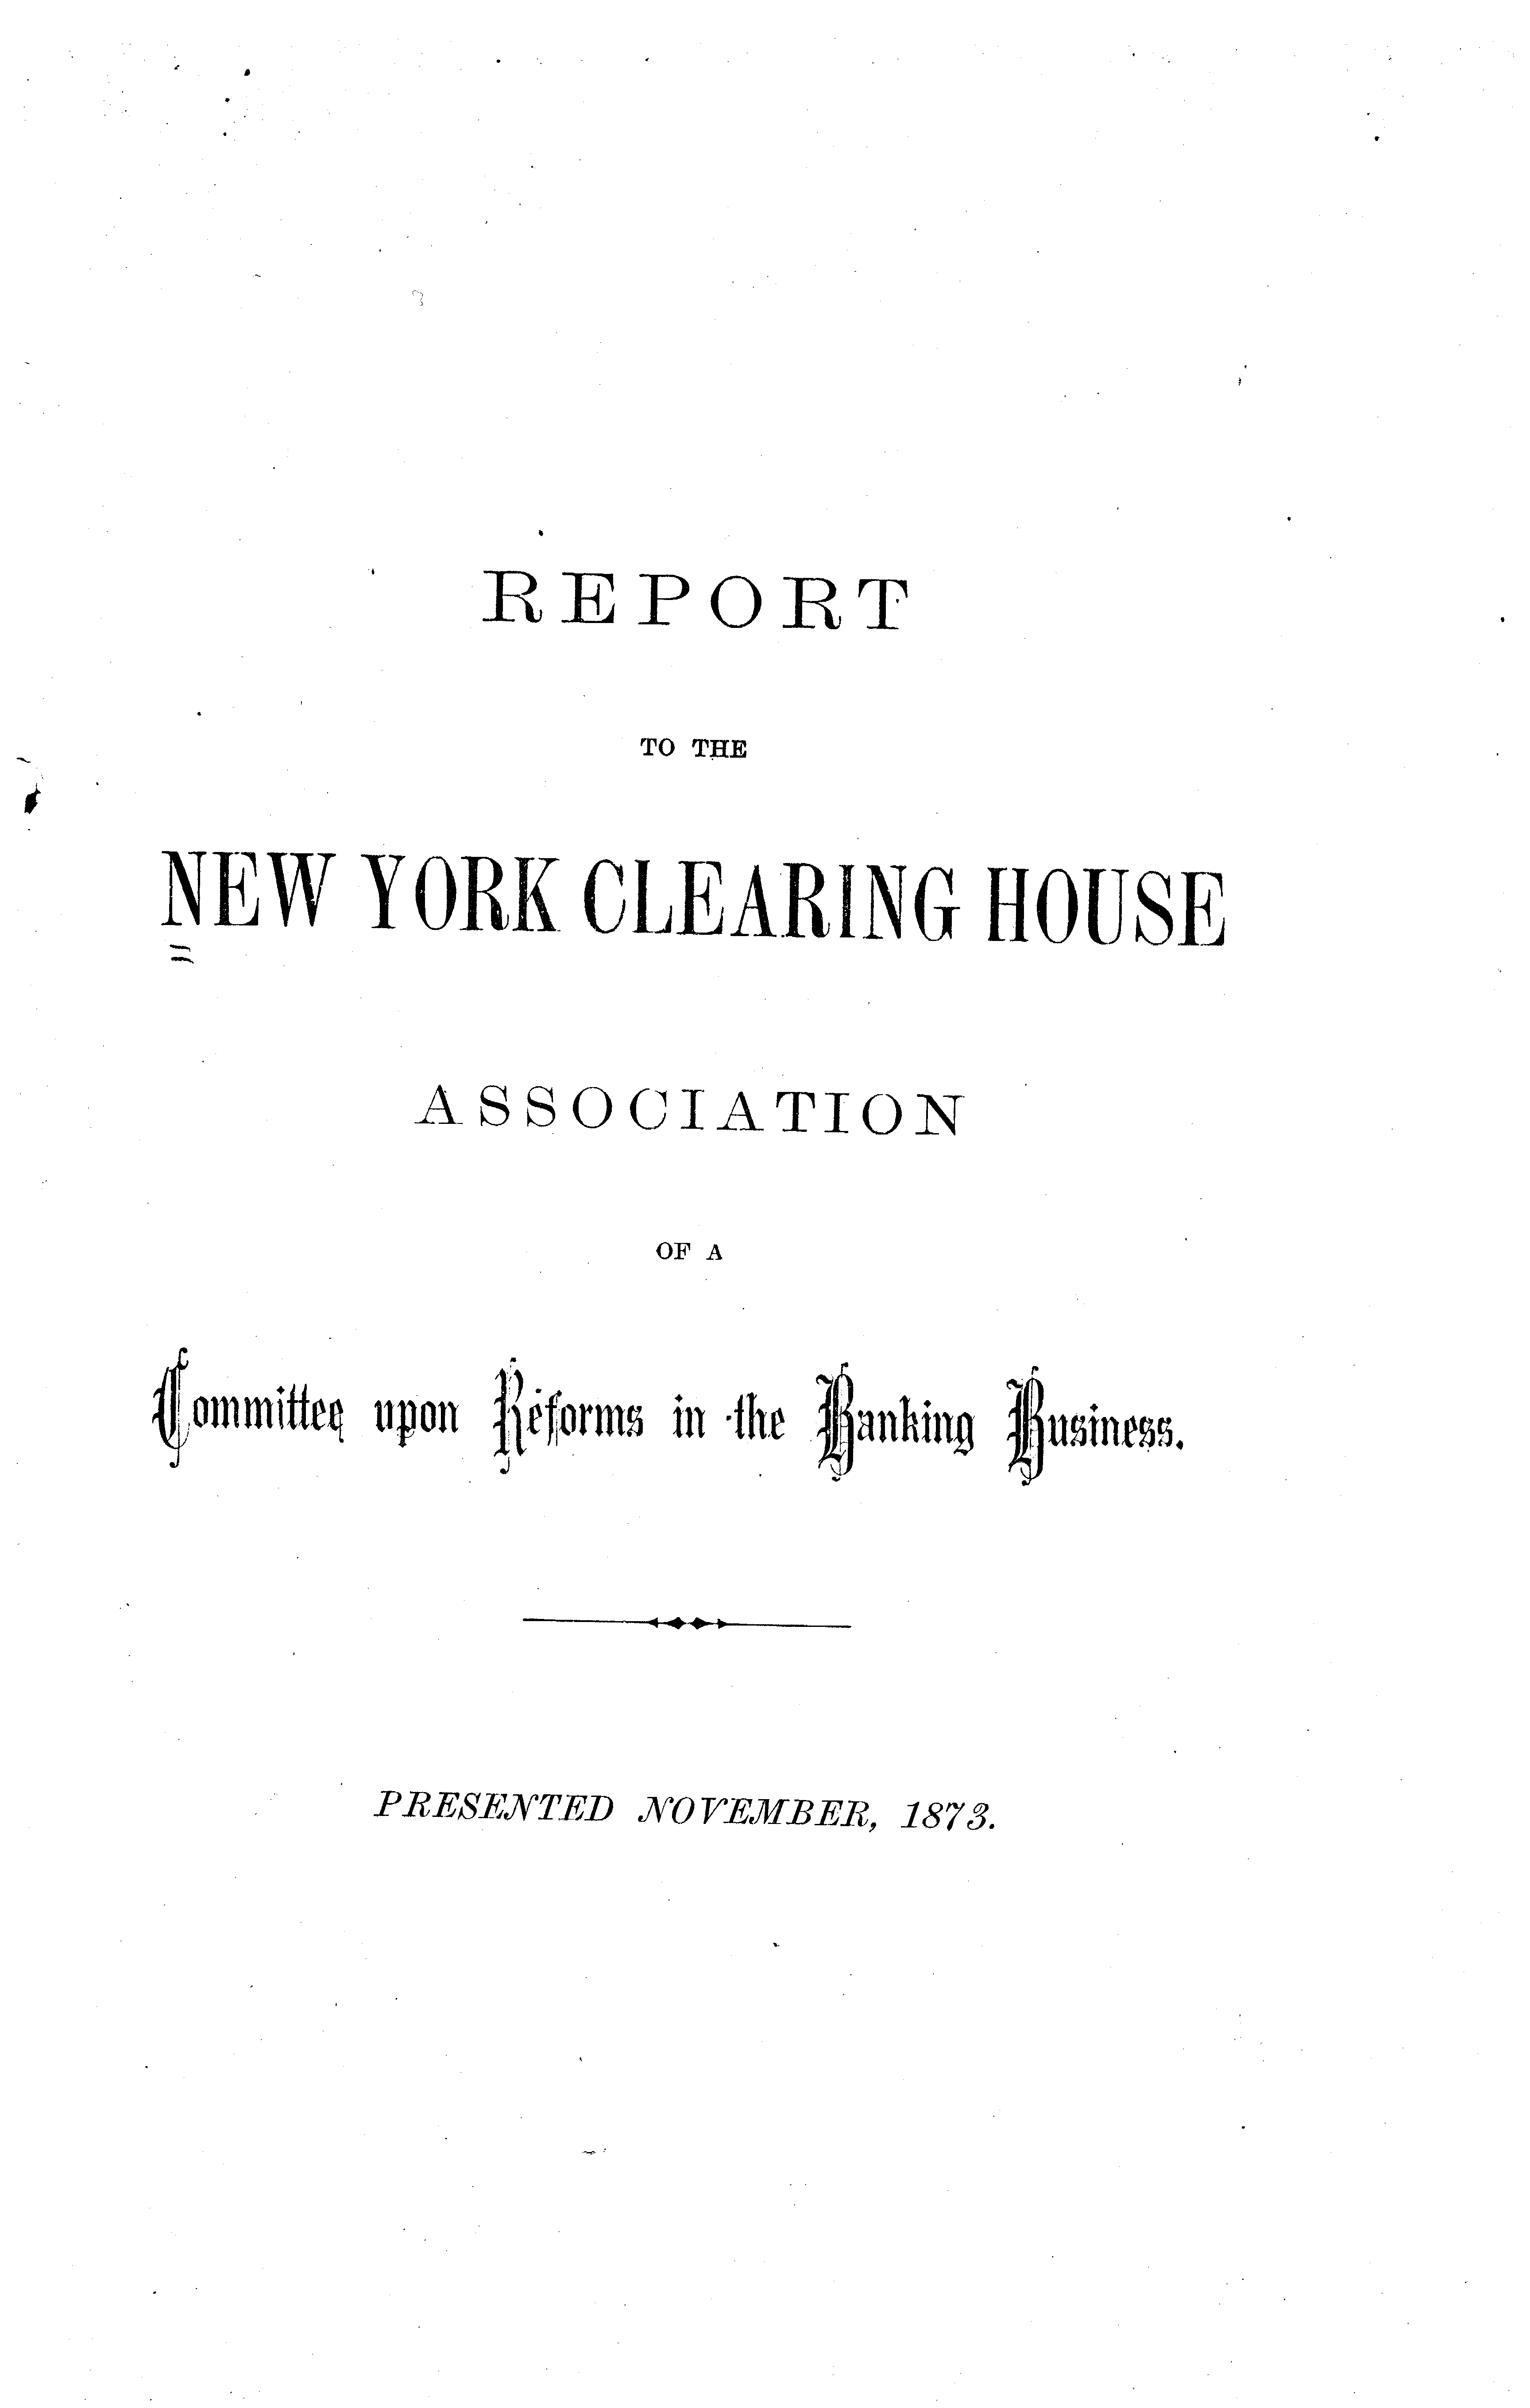 REPORT
TO THE
NEW YORK CLEARING HOUSE
ASSOCIATION
OF A
Committee upon Reforms in the Banking Business.
PRESENTED NOVEMBER, 1873.